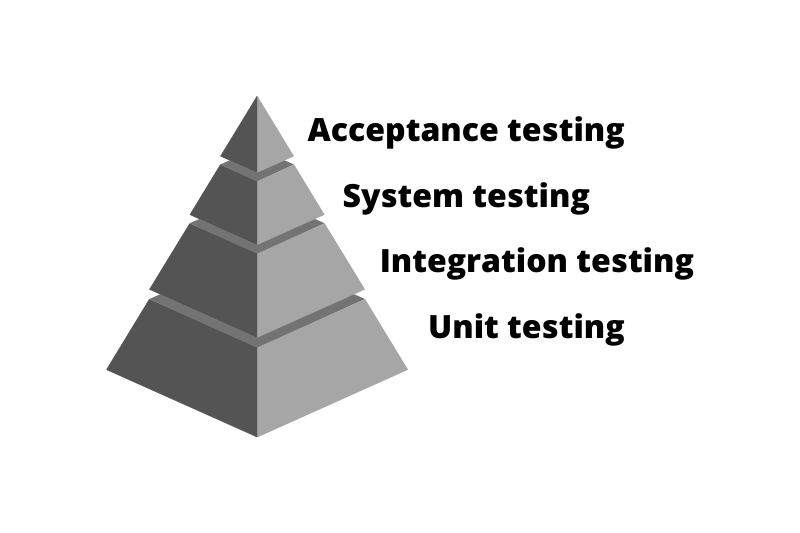 Acceptance testing
System testing
Integration testing
Unit testing